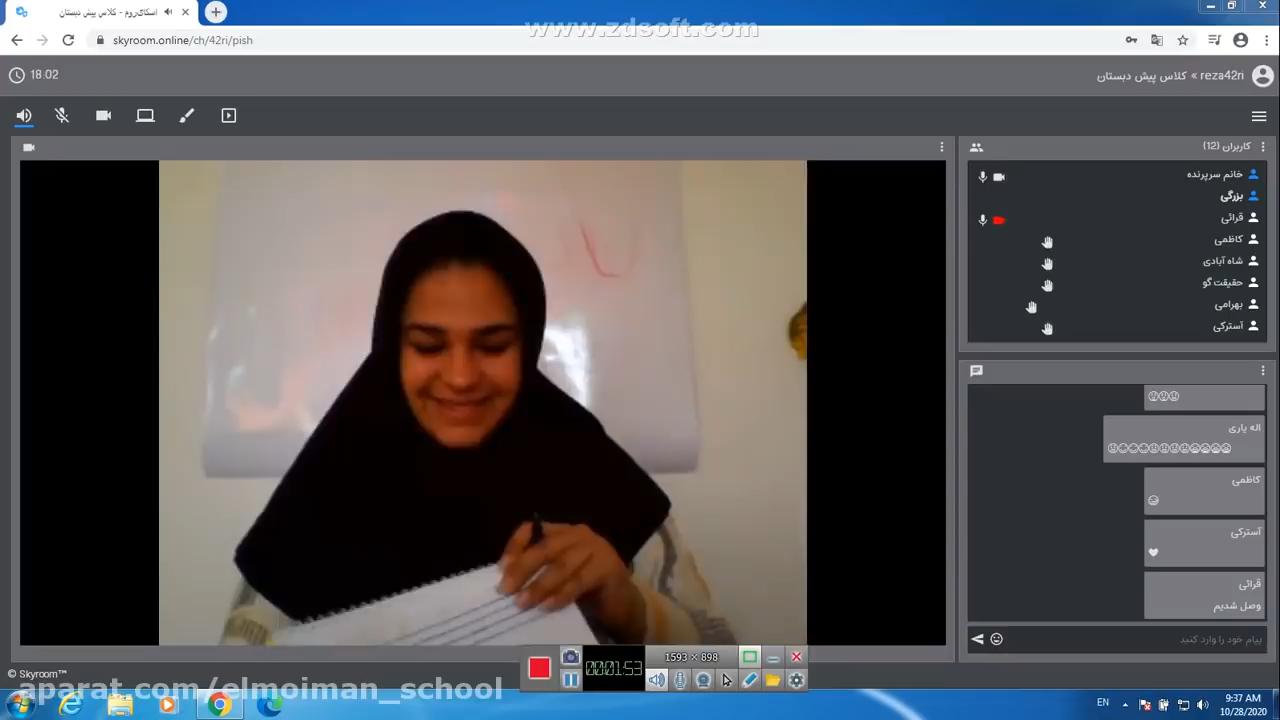 اسکای‌روم - کلاس پیش دبستان
www.zdsoft.com
skyroom.online/ch/42ri/pish
18:02
reza42ri » کلاس پیش دبستان
کاربران (12)
خانم سرپرنده
بزرگی
قرائی
کاظمی
شاه آبادی
حقیقت گو
بهرامی
آسترکی
اله یاری
کاظمی
آسترکی
قرائی
وصل شدیم
پیام خود را وارد کنید
© Skyroom™
1593 × 898
00:01:53
aparat.com/elmoiman_school
EN
9:37 AM
10/28/2020